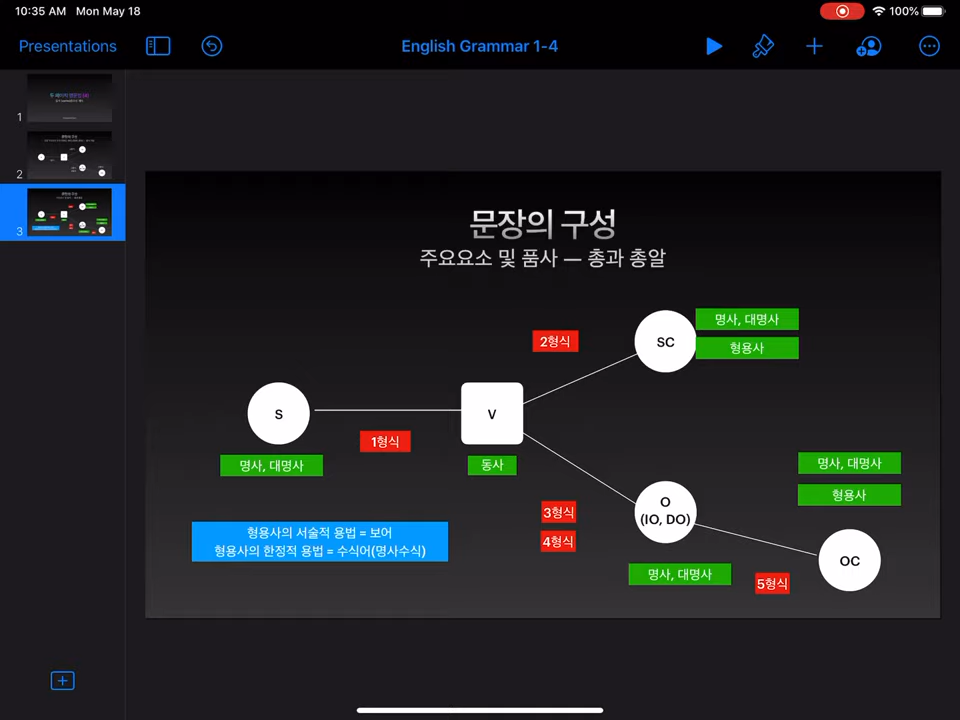 10:35 AM Mon May 18
100%
Presentations
English Grammar 1-4
1
2
3
문장의 구성
주요요소 및 품사 — 총과 총알
2형식
SC
명사, 대명사
형용사
S
V
1형식
명사, 대명사
동사
명사, 대명사
형용사
O
(IO, DO)
3형식
4형식
형용사의 서술적 용법 = 보어
형용사의 한정적 용법 = 수식어(명사수식)
OC
명사, 대명사
5형식